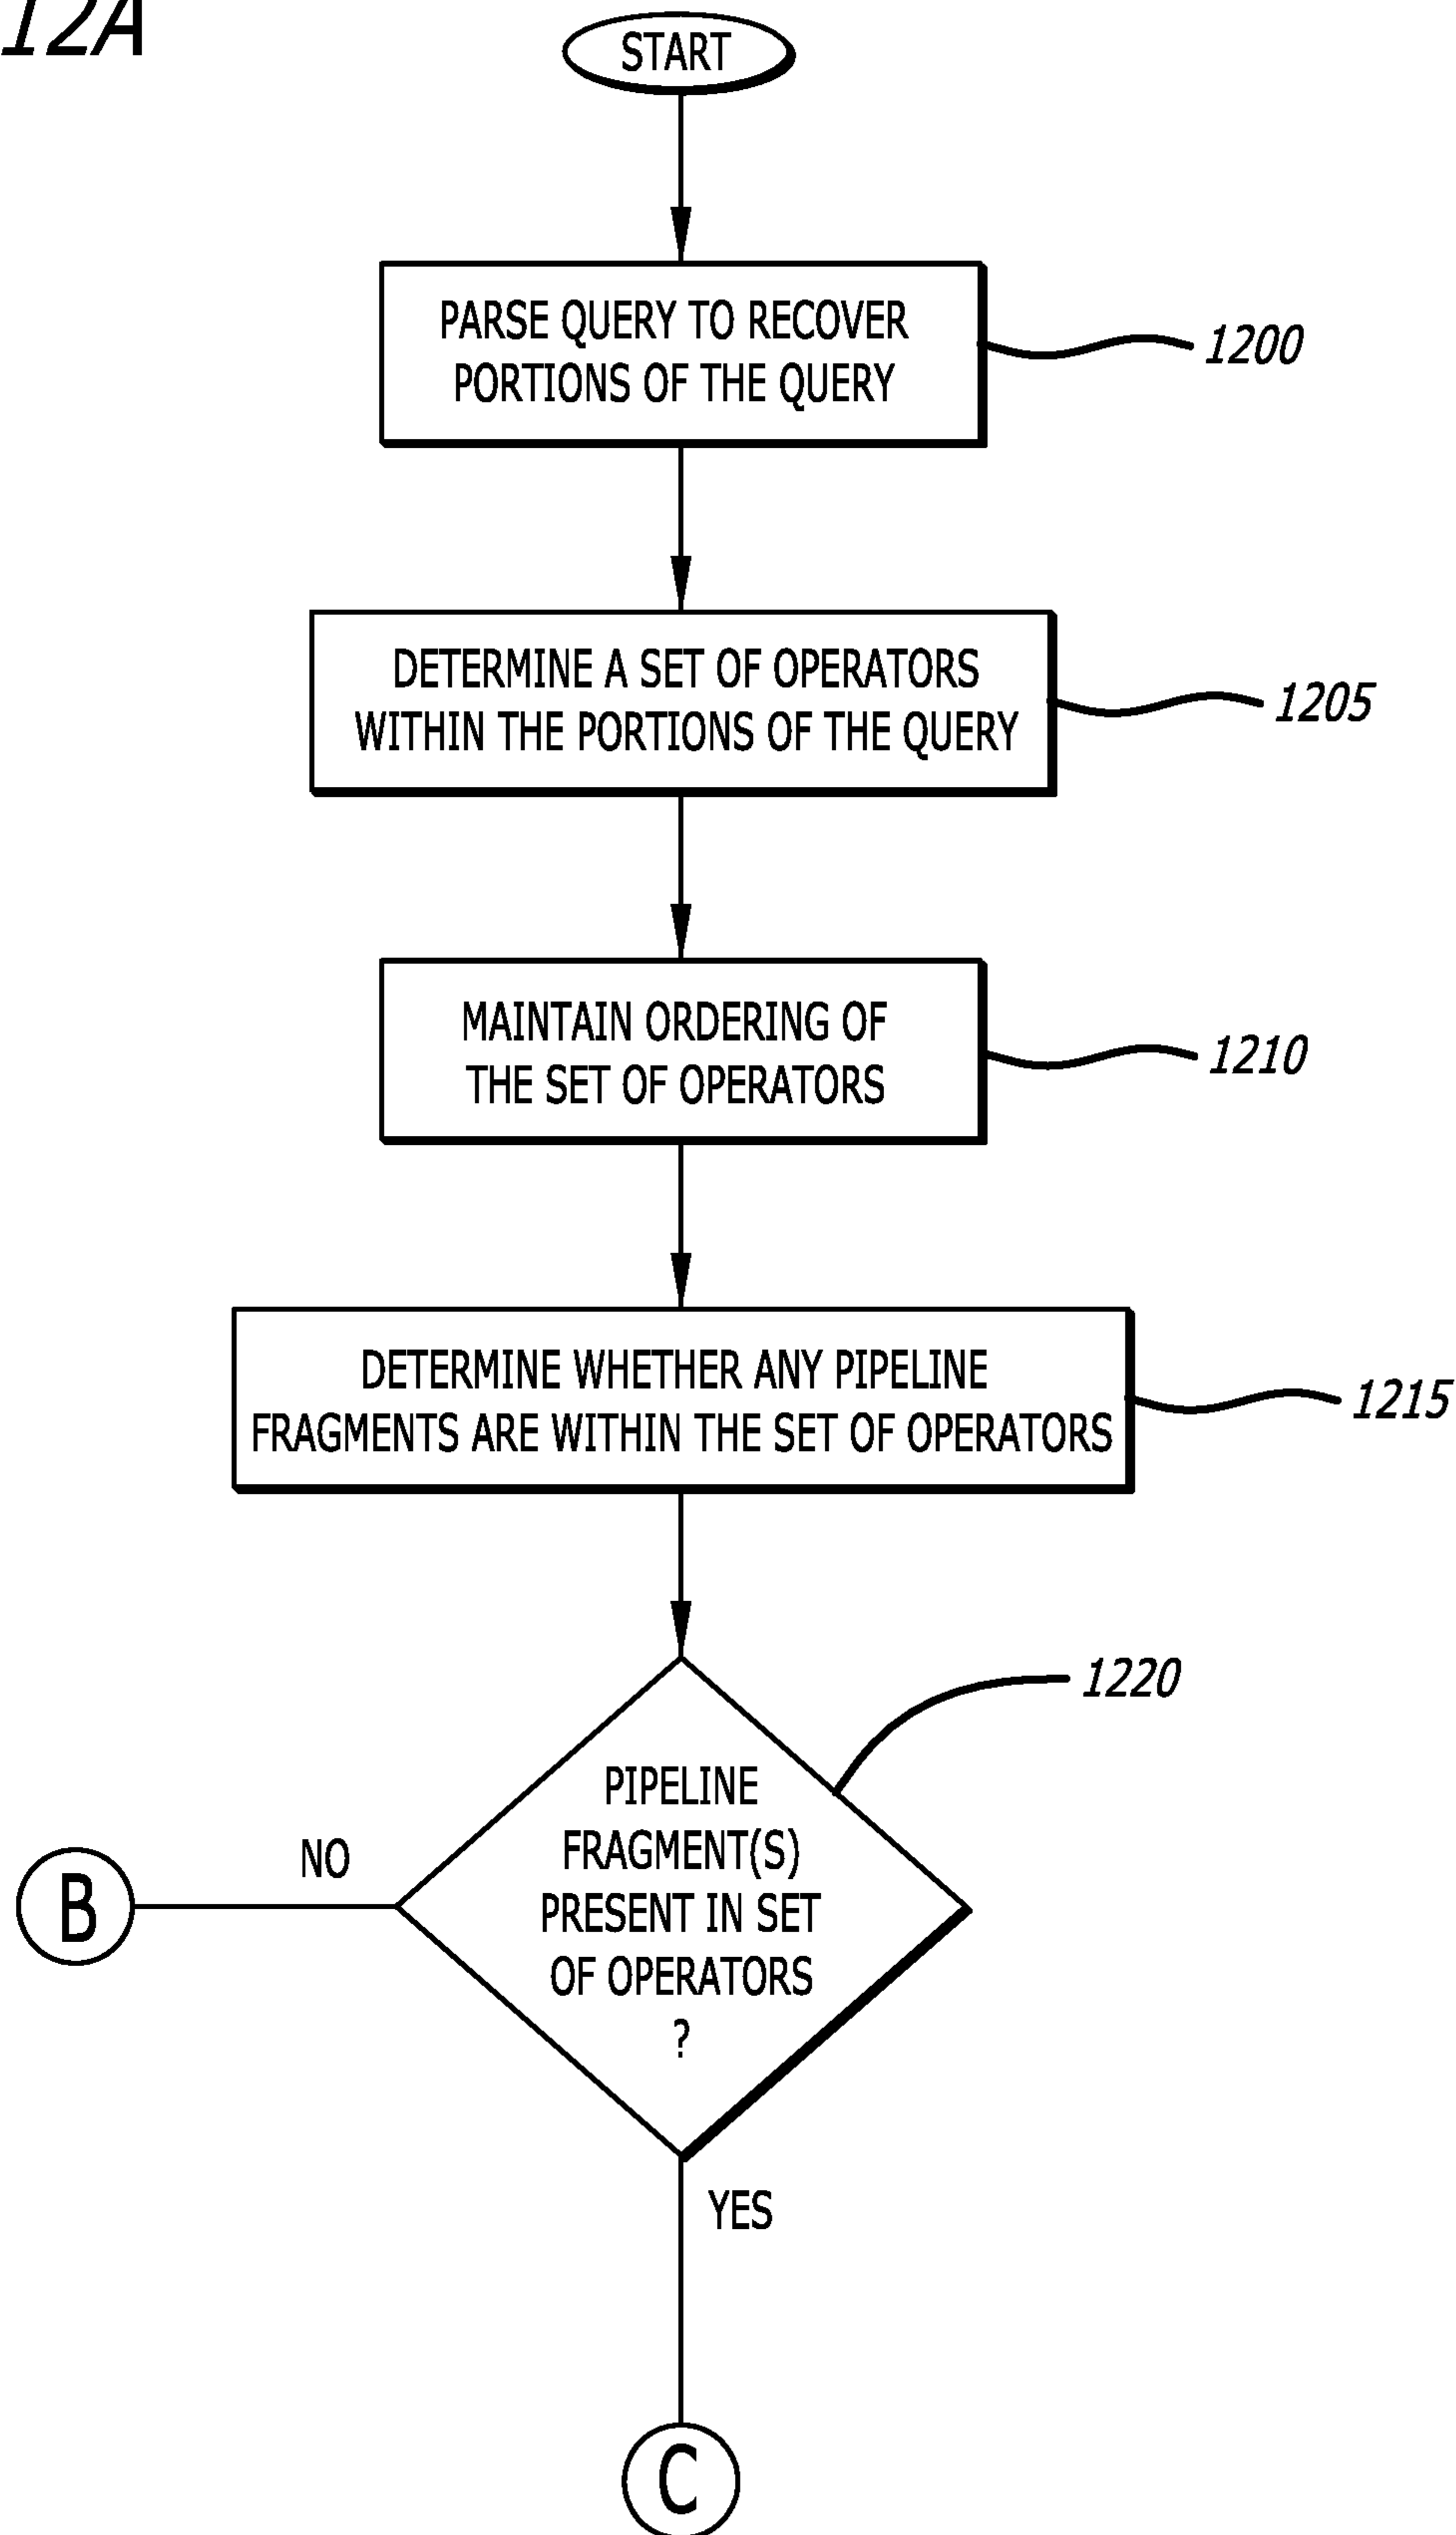 12A
START
PARSE QUERY TO RECOVER
PORTIONS OF THE QUERY
1200
DETERMINE A SET OF OPERATORS
WITHIN THE PORTIONS OF THE QUERY
1205
MAINTAIN ORDERING OF
THE SET OF OPERATORS
1210
DETERMINE WHETHER ANY PIPELINE
FRAGMENTS ARE WITHIN THE SET OF OPERATORS
1215
1220
PIPELINE
FRAGMENT(S)
PRESENT IN SET
OF OPERATORS
?
NO
B
YES
C